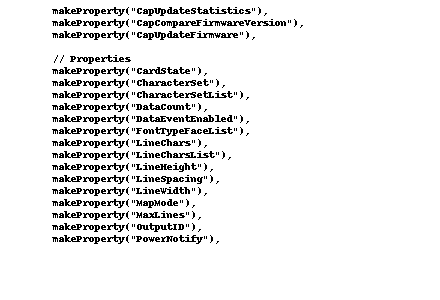 makeProperty("CapUpdateStatistics"),
makeProperty("CapCompareFirmwareVersion"),
makeProperty("CapUpdateFirmware"),
// Properties
makeProperty("CardState"),
makeProperty("CharacterSet"),
makeProperty("CharacterSetList"),
makeProperty("DataCount"),
makeProperty("DataEventEnabled"),
makeProperty("FontTypeFaceList"),
makeProperty("LineChars"),
makeProperty("LineCharsList"),
makeProperty("LineHeight"),
makeProperty("LineSpacing"),
makeProperty("LineWidth"),
makeProperty("MapMode"),
makeProperty("MaxLines"),
makeProperty("OutputID"),
makeProperty("PowerNotify"),